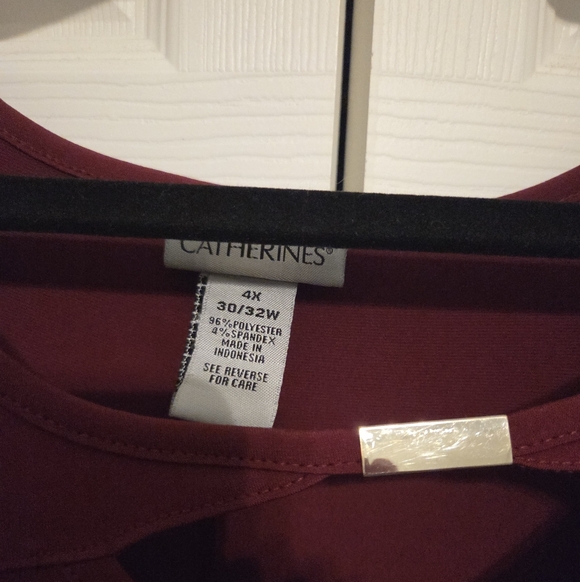 CATHERINES®
4X
30/32W
96%POLYESTER
4%SPANDEX
MADE IN
INDONESIA
SEE REVERSE
FOR CARE